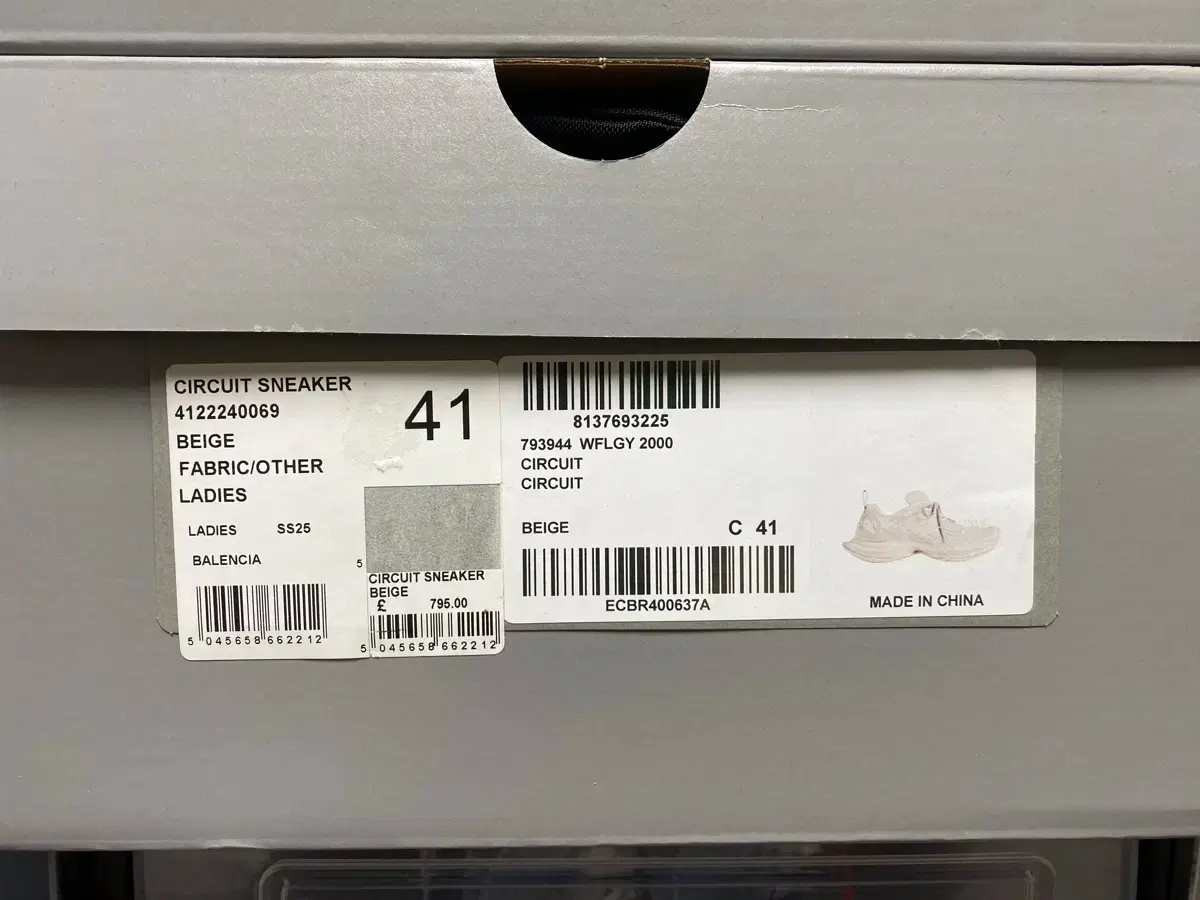 CIRCUIT SNEAKER
4122240069
41
BEIGE
FABRIC/OTHER
LADIES
LADIES SS25
BALENCIA
5 045658 662212
5
CIRCUIT SNEAKER
BEIGE
£ 795.00
5 045658 662212
8137693225
793944 WFLGY 2000
CIRCUIT
CIRCUIT
BEIGE C 41
ECBR400637A
MADE IN CHINA